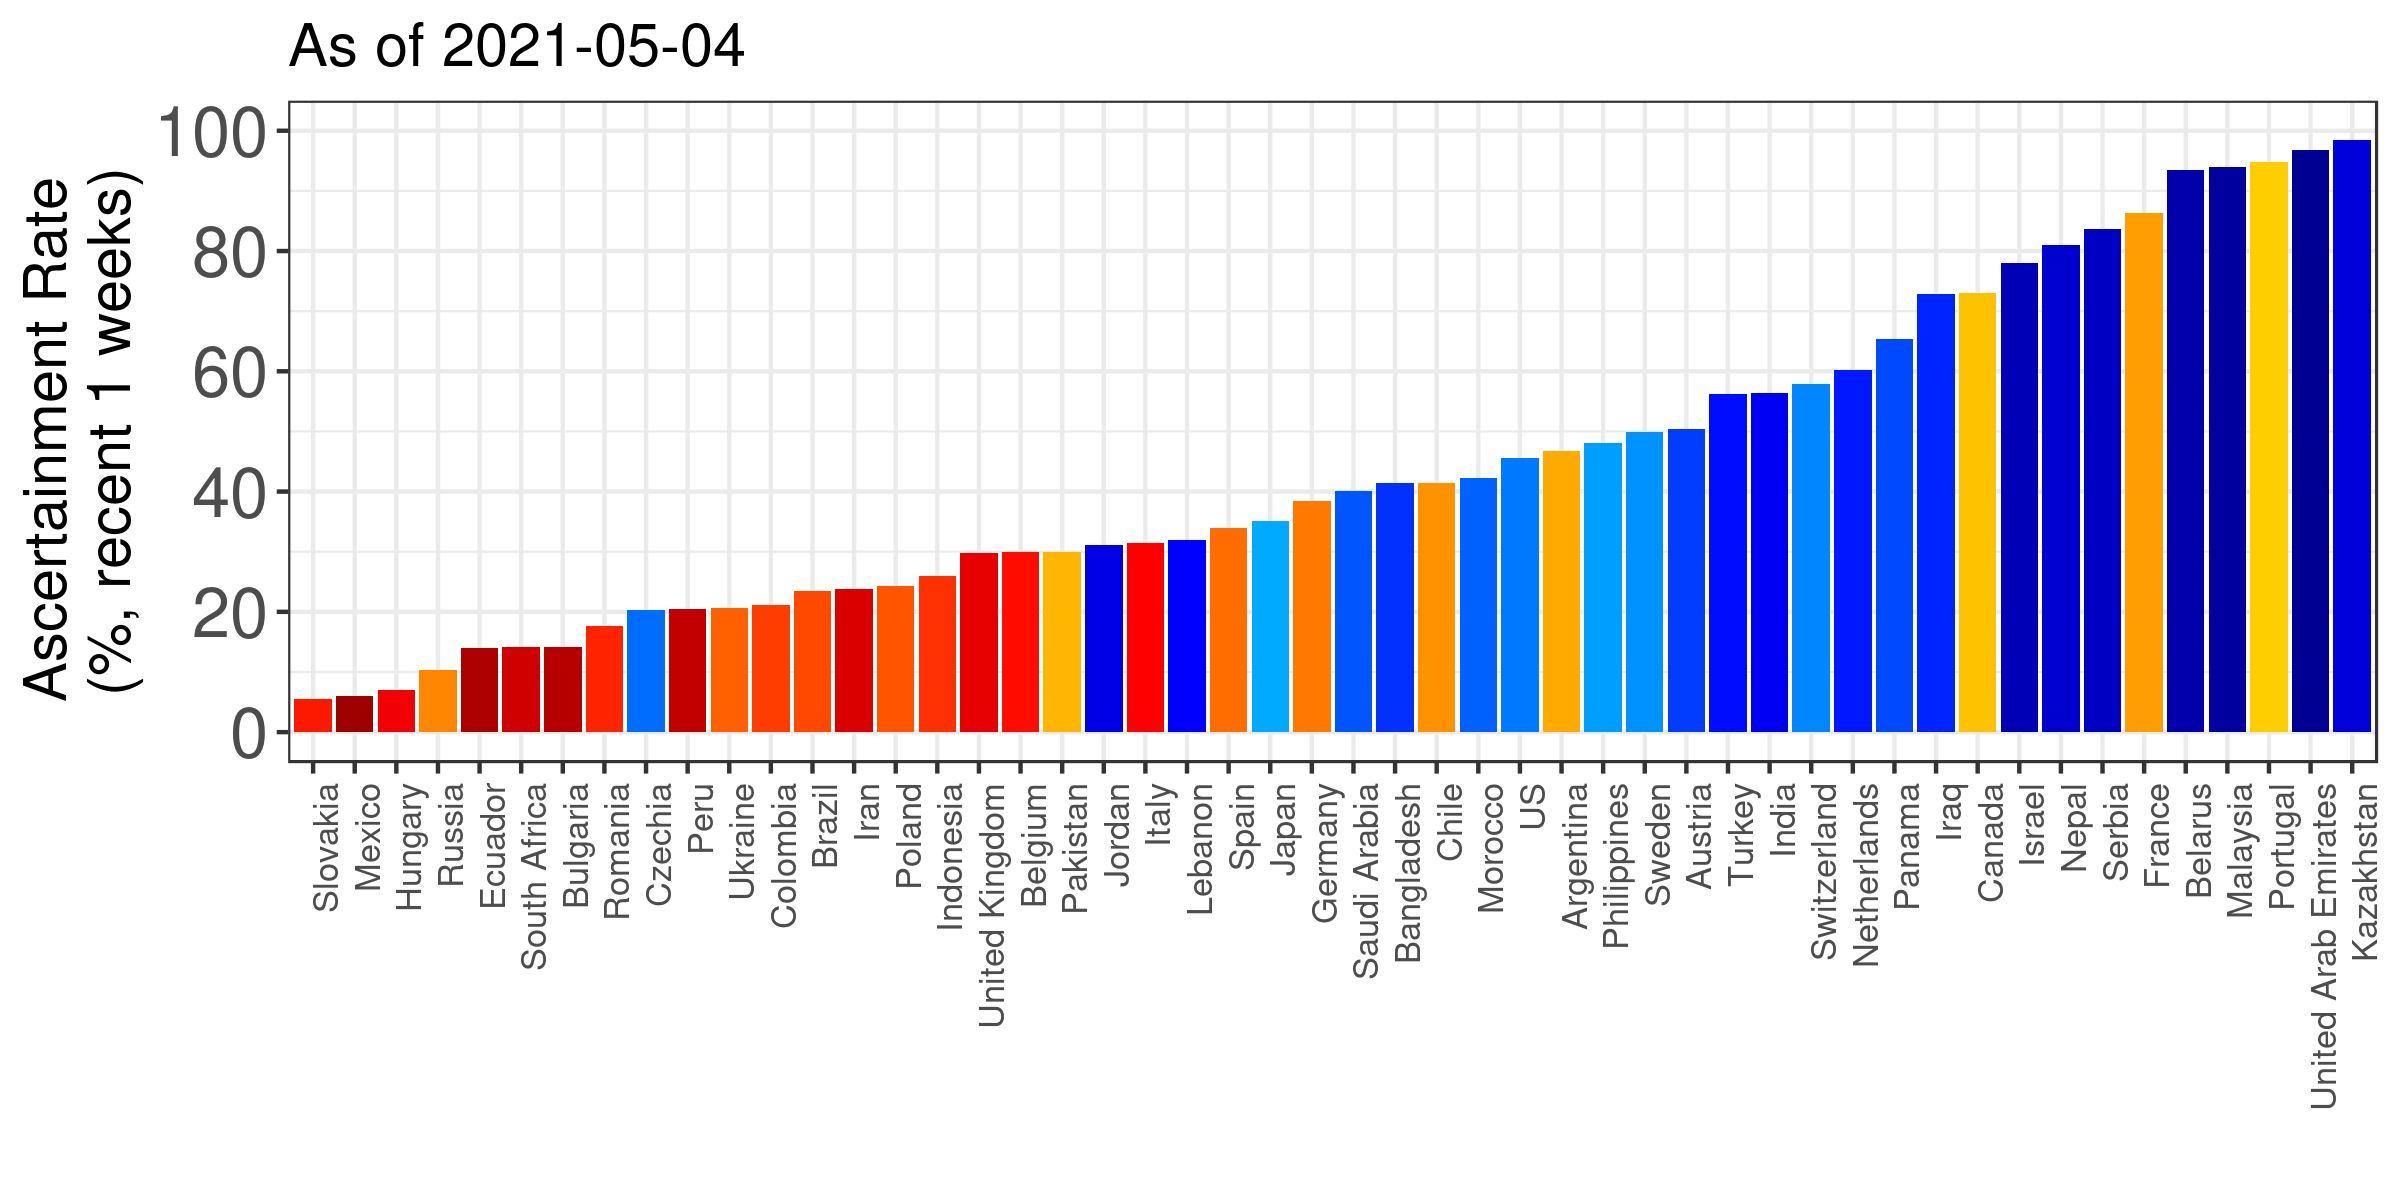 As of 2021-05-04
Ascertainment Rate
(%, recent 1 weeks)
100
80
60
40
20
0
Slovakia
Mexico
Hungary
Russia
Ecuador
South Africa
Bulgaria
Romania
Czechia
Peru
Ukraine
Colombia
Brazil
Iran
Poland
Indonesia
United Kingdom
Belgium
Pakistan
Jordan
Italy
Lebanon
Spain
Japan
Germany
Saudi Arabia
Bangladesh
Chile
Morocco
US
Argentina
Philippines
Sweden
Austria
Turkey
India
Switzerland
Netherlands
Panama
Iraq
Canada
Israel
Nepal
Serbia
France
Belarus
Malaysia
Portugal
United Arab Emirates
Kazakhstan